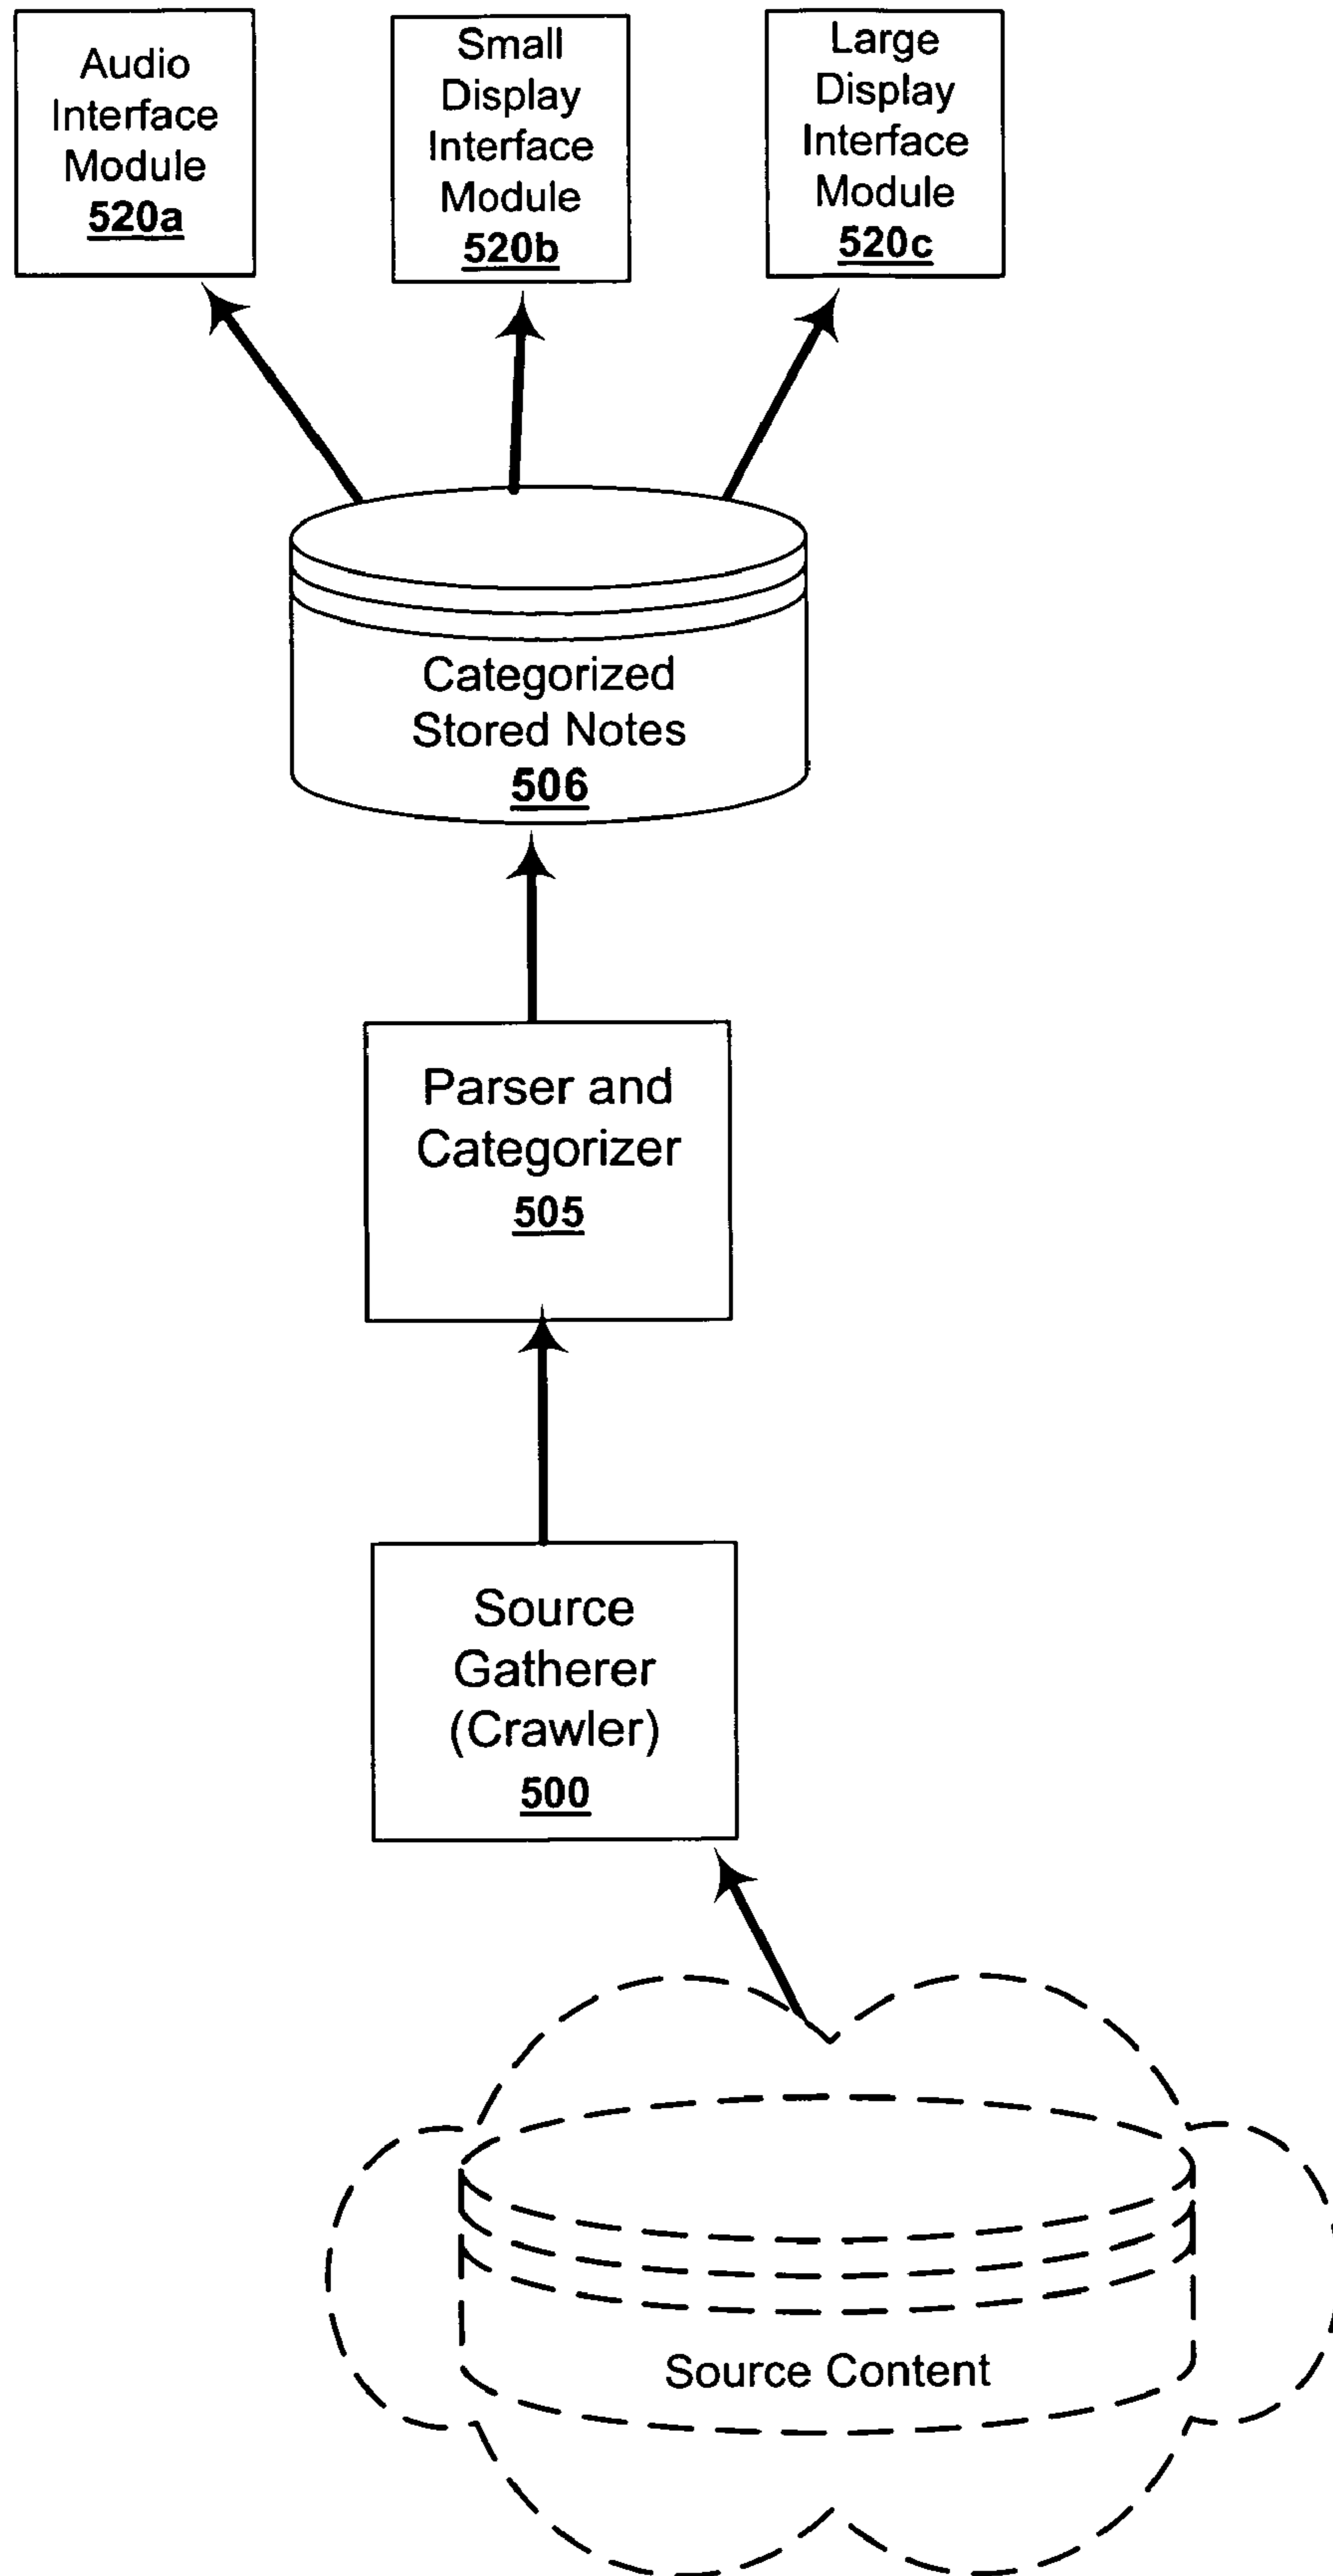 Audio
Interface
Module
520a
Small
Display
Interface
Module
520b
Large
Display
Interface
Module
520c
Categorized
Stored Notes
506
Parser and
Categorizer
505
Source
Gatherer
(Crawler)
500
Source Content